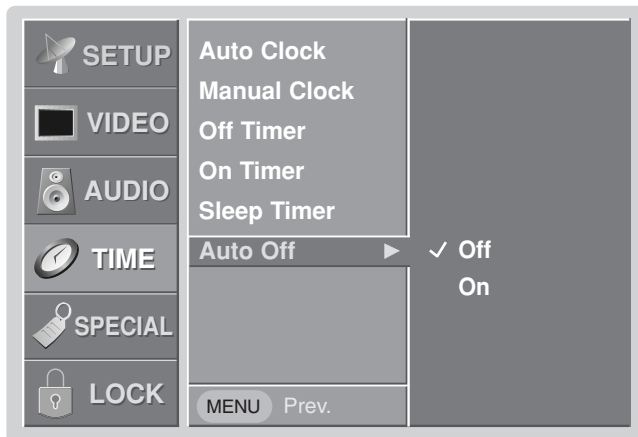 SETUP
VIDEO
AUDIO
TIME
SPECIAL
LOCK
Auto Clock
Manual Clock
Off Timer
On Timer
Sleep Timer
Auto Off ►
MENU Prev.
✓ Off
On